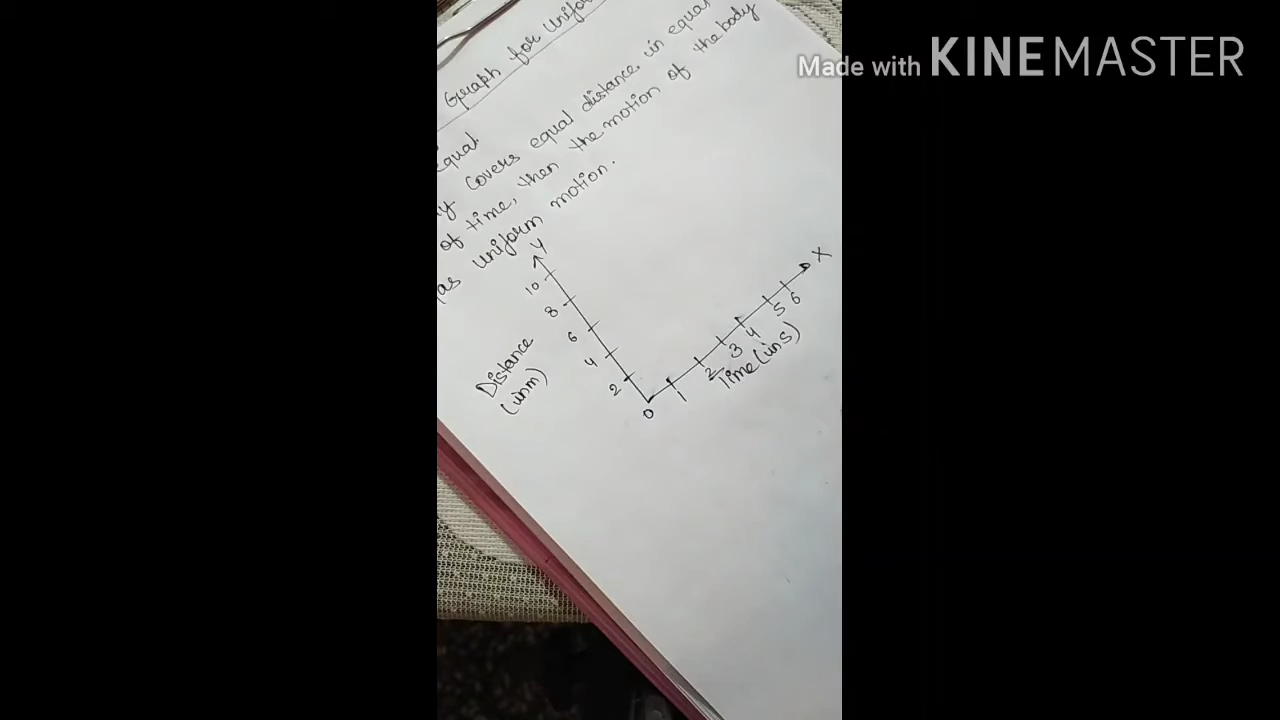 Made with KINEMASTER
Graph for Unifo
equal
y covers equal distance in equal
of time, then the motion of the body
as uniform motion.
Y
10
8
6
4
2
0
Distance
(in m)
1
2
3
4
5
6
X
Time (in s)